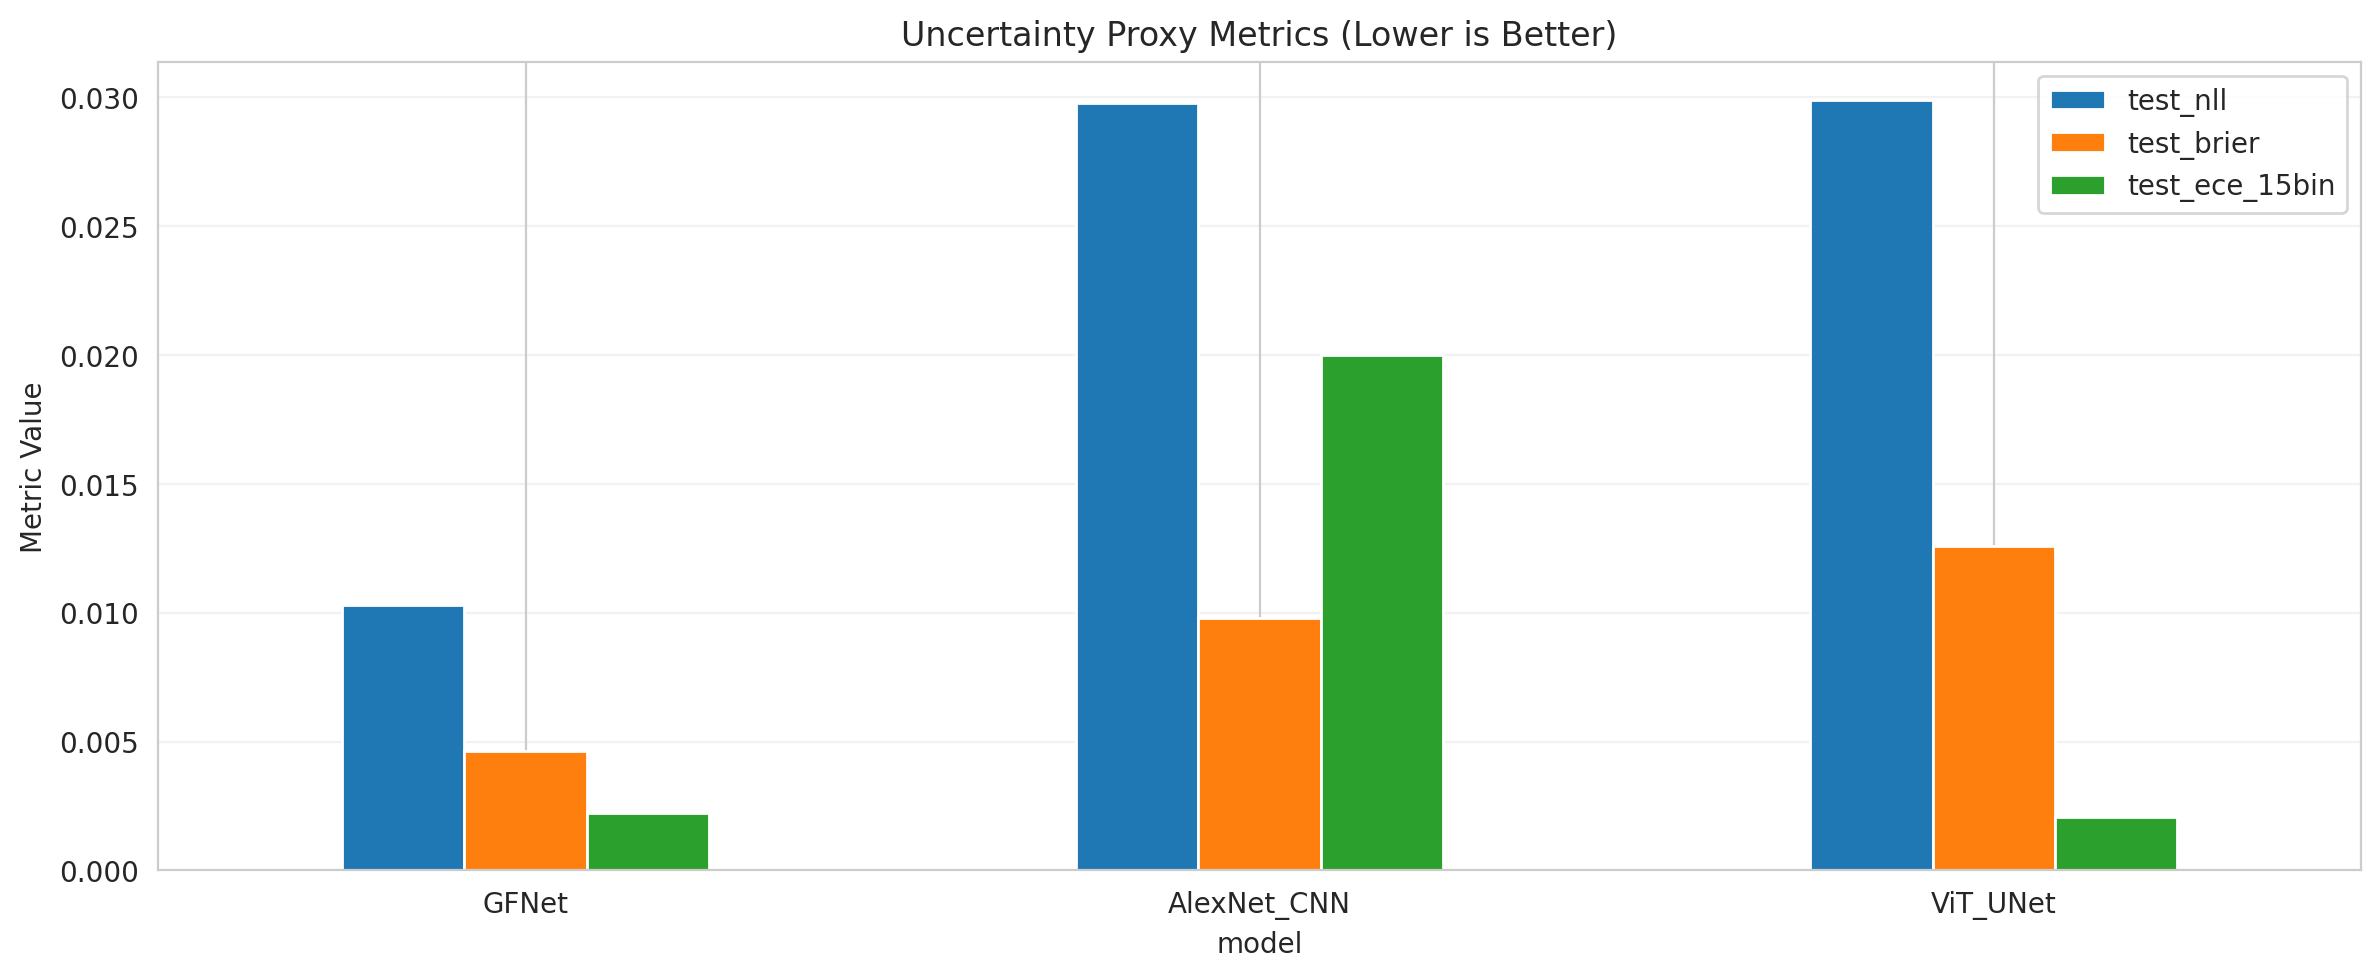 Uncertainty Proxy Metrics (Lower is Better)
0.030
0.025
0.020
0.015
0.010
0.005
0.000
Metric Value
test_nll
test_brier
test_ece_15bin
GFNet
AlexNet_CNN
ViT_UNet
model